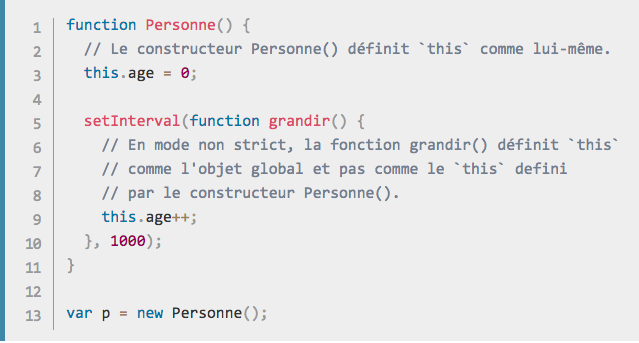 1 function Personne() {
2 // Le constructeur Personne() définit `this` comme lui-même.
3 this.age = 0;
4
5 setInterval(function grandir() {
6 // En mode non strict, la fonction grandir() définit `this`
7 // comme l'objet global et pas comme le `this` defini
8 // par le constructeur Personne().
9 this.age++;
10 }, 1000);
11 }
12
13 var p = new Personne();